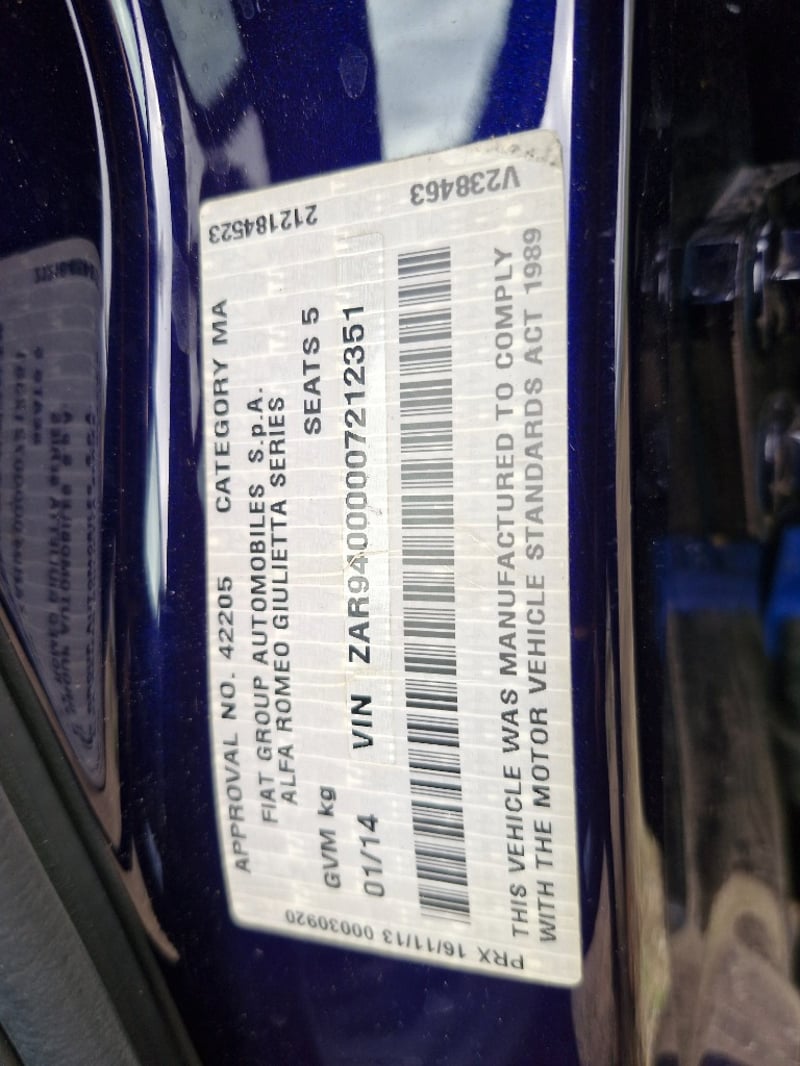 APPROVAL NO. 42205 CATEGORY MA
FIAT GROUP AUTOMOBILES S.p.A.
ALFA ROMEO GIULIETTA SERIES
GVM kg SEATS 5
01/14 VIN ZAR94000007212351
THIS VEHICLE WAS MANUFACTURED TO COMPLY
WITH THE MOTOR VEHICLE STANDARDS ACT 1989
212184523
V238463
PRX 16/11/13 00030920